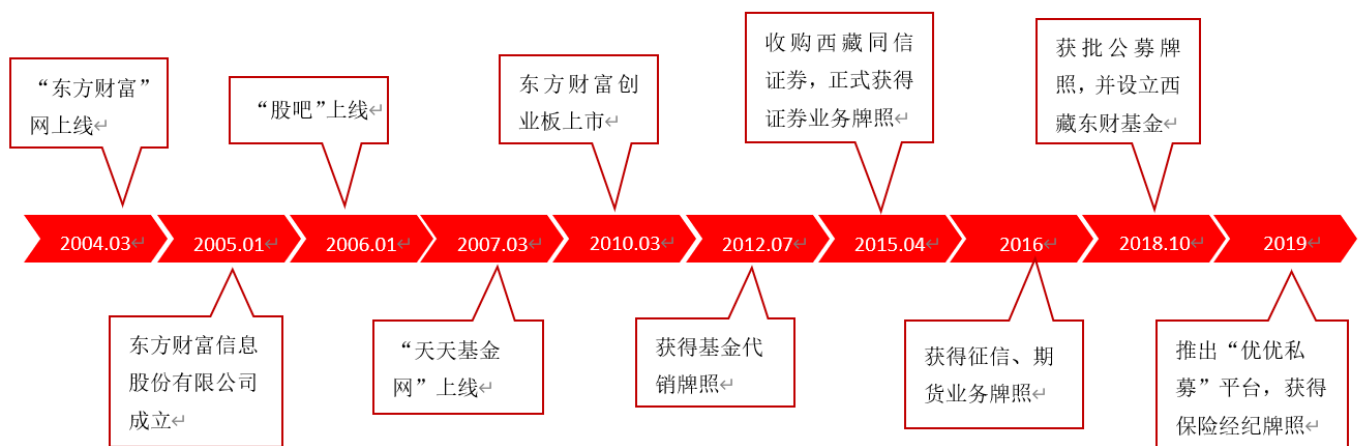 “东方财富”
网上线
“股吧”上线
东方财富创
业板上市
收购西藏同信
证券，正式获得
证券业务牌照
获批公募牌
照，并设立西
藏东财基金
2004.03
2005.01
2006.01
2007.03
2010.03
2012.07
2015.04
2016
2018.10
2019
东方财富信息
股份有限公司
成立
“天天基金
网”上线
获得基金代
销牌照
获得征信、期
货业务牌照
推出“优优私
募”平台，获得
保险经纪牌照